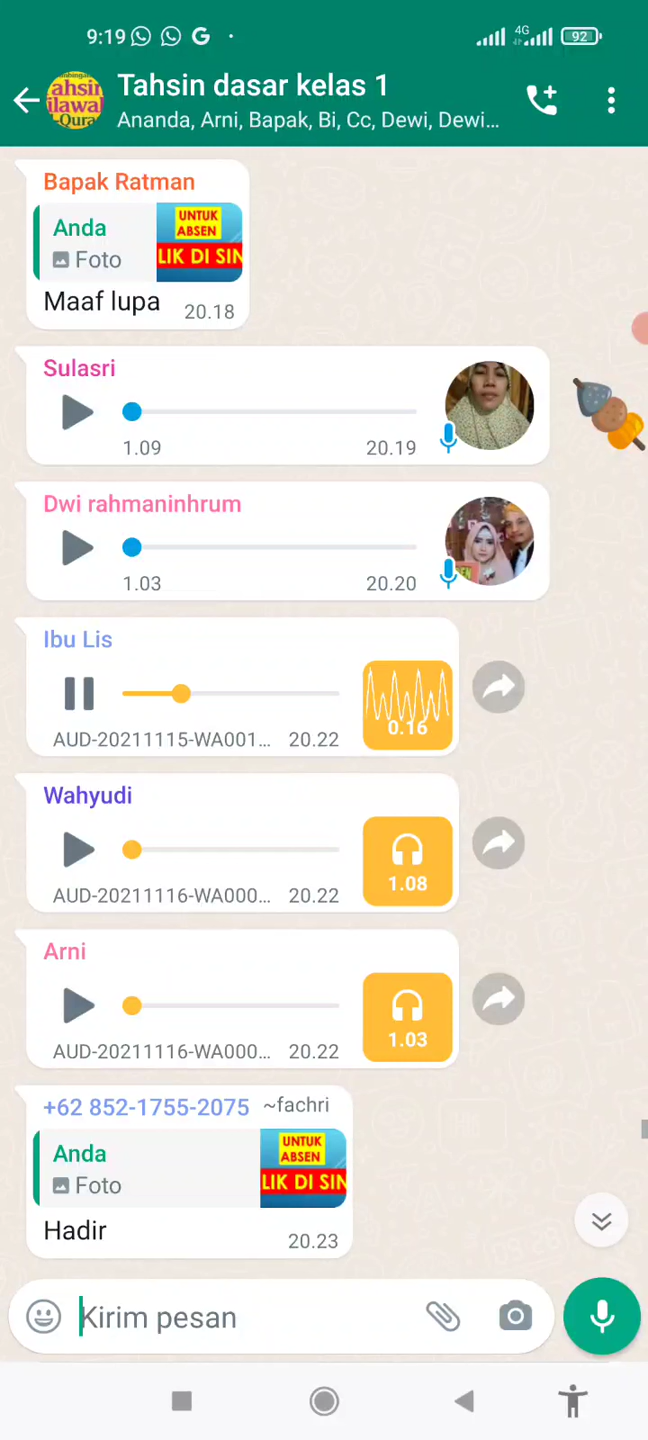 9:19
4G
92
mbingan
ahsin
ilawa
-Qura
Tahsin dasar kelas 1
Ananda, Arni, Bapak, Bi, Cc, Dewi, Dewi...
Bapak Ratman
Anda
Foto
UNTUK
ABSEN
LIK DI SIN
Maaf lupa
20.18
Sulasri
1.09
20.19
Dwi rahmaninhrum
1.03
20.20
Ibu Lis
0.16
AUD-20211115-WA001...
20.22
Wahyudi
1.08
AUD-20211116-WA000...
20.22
Arni
1.03
AUD-20211116-WA000...
20.22
+62 852-1755-2075 ~fachri
Anda
Foto
UNTUK
ABSEN
LIK DI SIN
Hadir
20.23
Kirim pesan